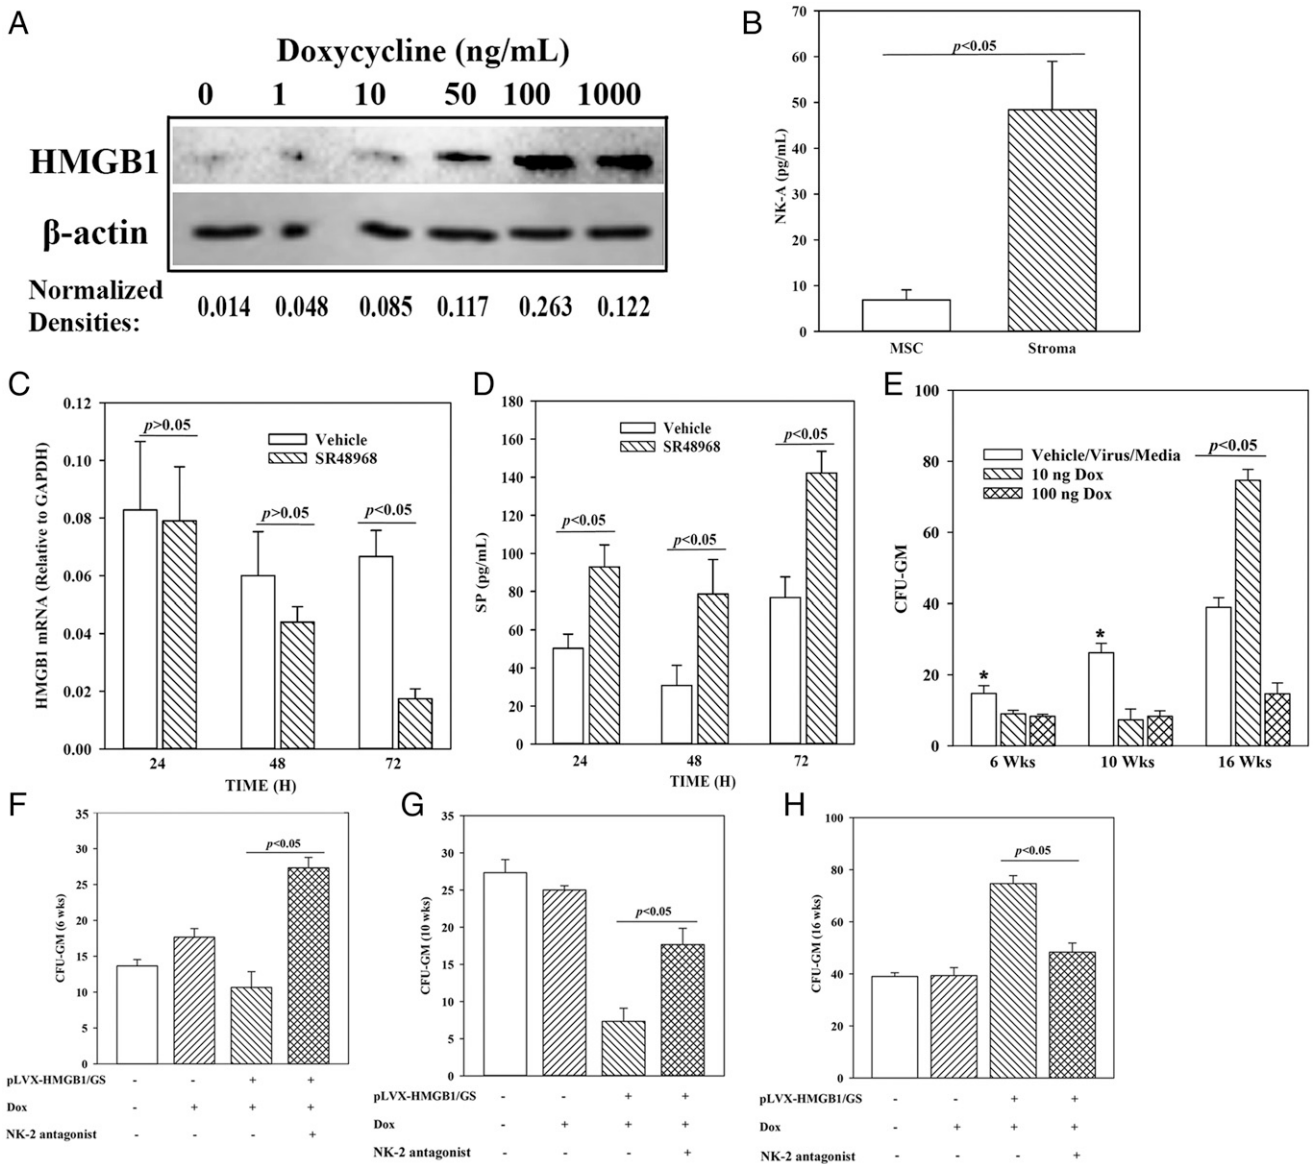 A
Doxycycline (ng/mL)
0 1 10 50 100 1000
HMGB1
β-actin
Normalized
Densities:
0.014 0.048 0.085 0.117 0.263 0.122
B
NK-A (pg/mL)
70
60
50
40
30
20
10
0
p<0.05
MSC Stroma
C
HMGB1 mRNA (Relative to GAPDH)
0.12
0.10
0.08
0.06
0.04
0.02
0.00
p>0.05
p>0.05
p<0.05
Vehicle
SR48968
24 48 72
TIME (H)
D
SP (pg/mL)
180
160
140
120
100
80
60
40
20
0
Vehicle
SR48968
p<0.05
p<0.05
p<0.05
24 48 72
TIME (H)
E
CFU-GM
100
80
60
40
20
0
Vehicle/Virus/Media
10 ng Dox
100 ng Dox
p<0.05
*
*
6 Wks 10 Wks 16 Wks
F
CFU-GM (6 wks)
35
30
25
20
15
10
5
0
p<0.05
pLVX-HMGB1/GS - - + +
Dox - + + +
NK-2 antagonist - - - +
G
CFU-GM (10 wks)
35
30
25
20
15
10
5
0
p<0.05
pLVX-HMGB1/GS - - + +
Dox - + + +
NK-2 antagonist - - - +
H
CFU-GM (16 wks)
100
80
60
40
20
0
p<0.05
pLVX-HMGB1/GS - - + +
Dox - + + +
NK-2 antagonist - - - +